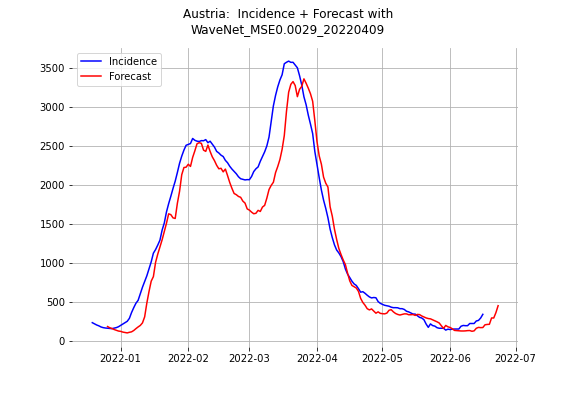 Austria:  Incidence + Forecast with
WaveNet_MSE0.0029_20220409
Incidence
Forecast
3500
3000
2500
2000
1500
1000
500
0
2022-01 2022-02 2022-03 2022-04 2022-05 2022-06 2022-07